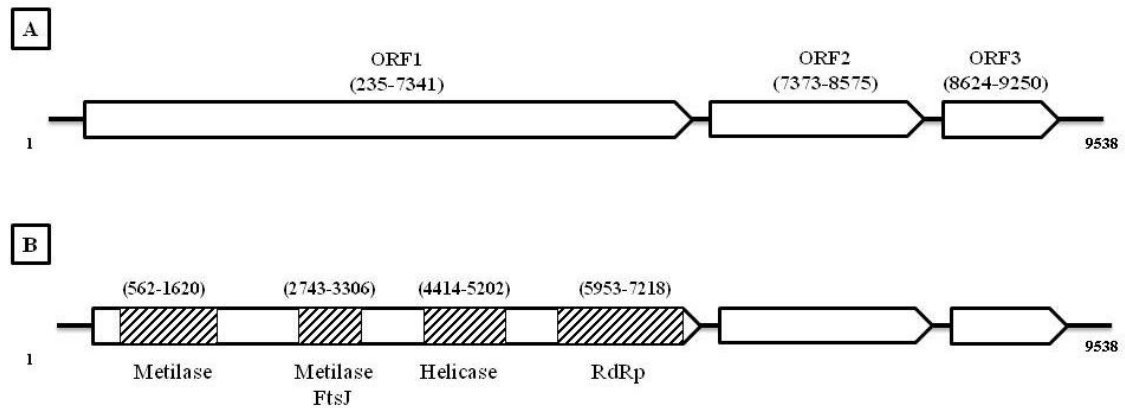 A
ORF1
(235-7341)
ORF2
(7373-8575)
ORF3
(8624-9250)
1
9538
B
(562-1620)
(2743-3306)
(4414-5202)
(5953-7218)
1
9538
Metilase
Metilase
FtsJ
Helicase
RdRp